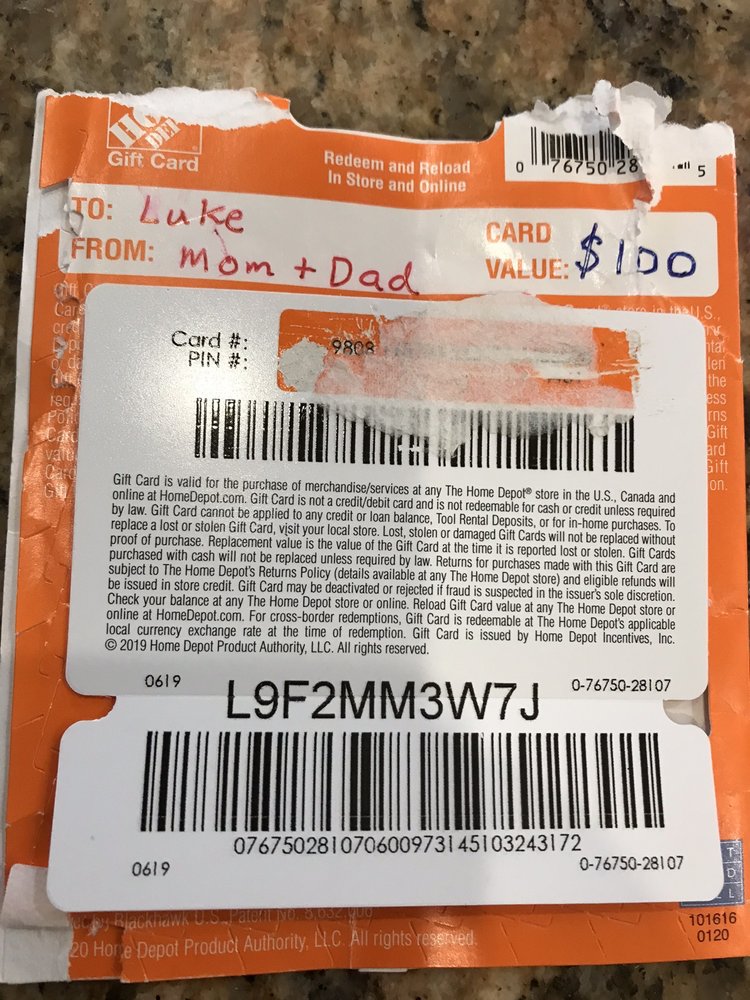 HO
DEP
Gift Card
Redeem and Reload
In Store and Online
0 76750 28 5
TO: Luke
FROM: Mom + Dad
CARD
VALUE: $100
Card #: 9808
PIN #:
Gift Card is valid for the purchase of merchandise/services at any The Home Depot® store in the U.S., Canada and
online at HomeDepot.com. Gift Card is not a credit/debit card and is not redeemable for cash or credit unless required
by law. Gift Card cannot be applied to any credit or loan balance, Tool Rental Deposits, or for in-home purchases. To
replace a lost or stolen Gift Card, visit your local store. Lost, stolen or damaged Gift Cards will not be replaced without
proof of purchase. Replacement value is the value of the Gift Card at the time it is reported lost or stolen. Gift Cards
purchased with cash will not be replaced unless required by law. Returns for purchases made with this Gift Card are
subject to The Home Depot's Returns Policy (details available at any The Home Depot store) and eligible refunds will
be issued in store credit. Gift Card may be deactivated or rejected if fraud is suspected in the issuer's sole discretion.
Check your balance at any The Home Depot store or online. Reload Gift Card value at any The Home Depot store or
online at HomeDepot.com. For cross-border redemptions, Gift Card is redeemable at The Home Depot's applicable
local currency exchange rate at the time of redemption. Gift Card is issued by Home Depot Incentives, Inc.
© 2019 Home Depot Product Authority, LLC. All rights reserved.
0619 0-76750-28107
L9F2MM3W7J
076750281070600973145103243172
0619 0-76750-28107
T
D
L
by Blackhawk U.S. Patent No. 8,632,000
20 Home Depot Product Authority, LLC. All rights reserved.
101616
0120